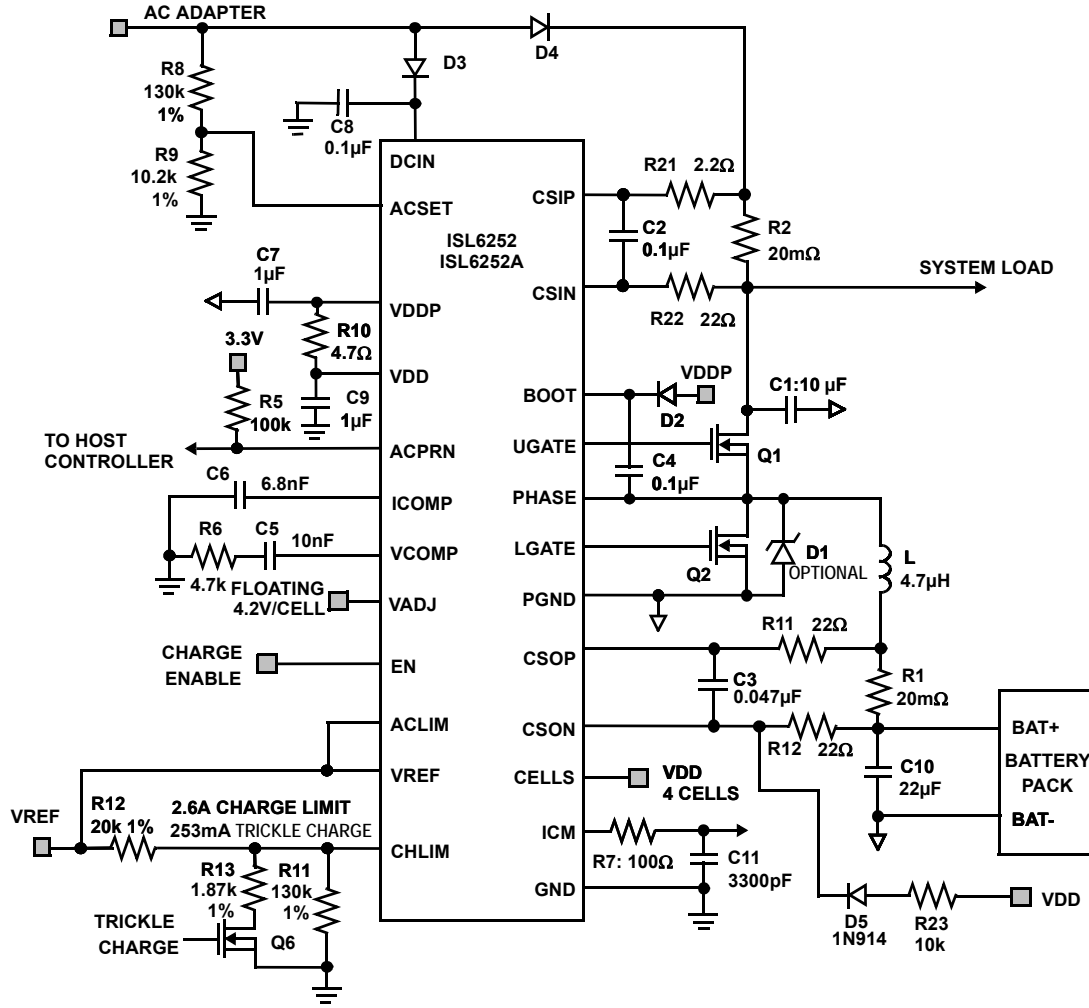 AC ADAPTER
D4
D3
R8
130k
1%
C8
0.1µF
R9
10.2k
1%
DCIN
ACSET
ISL6252
ISL6252A
CSIP
R21 2.2Ω
C2
0.1µF
R2
20mΩ
CSIN
R22 22Ω
SYSTEM LOAD
C7
1µF
VDDP
R10
4.7Ω
3.3V
VDD
R5
100k
C9
1µF
BOOT
VDDP
D2
C1:10 µF
TO HOST
CONTROLLER
ACPRN
UGATE
Q1
C4
0.1µF
C6
6.8nF
ICOMP
PHASE
R6
4.7k
C5
10nF
VCOMP
LGATE
Q2
D1
OPTIONAL
L
4.7µH
FLOATING
4.2V/CELL
VADJ
PGND
R11 22Ω
CHARGE
ENABLE
EN
CSOP
C3
0.047µF
R1
20mΩ
ACLIM
CSON
R12 22Ω
BAT+
BATTERY
PACK
BAT-
VREF
CELLS
VDD
4 CELLS
C10
22µF
VREF
R12
20k 1%
2.6A CHARGE LIMIT
253mA TRICKLE CHARGE
CHLIM
ICM
R7: 100Ω
C11
3300pF
R13
1.87k
1%
R11
130k
1%
GND
TRICKLE
CHARGE
Q6
D5
1N914
R23
10k
VDD